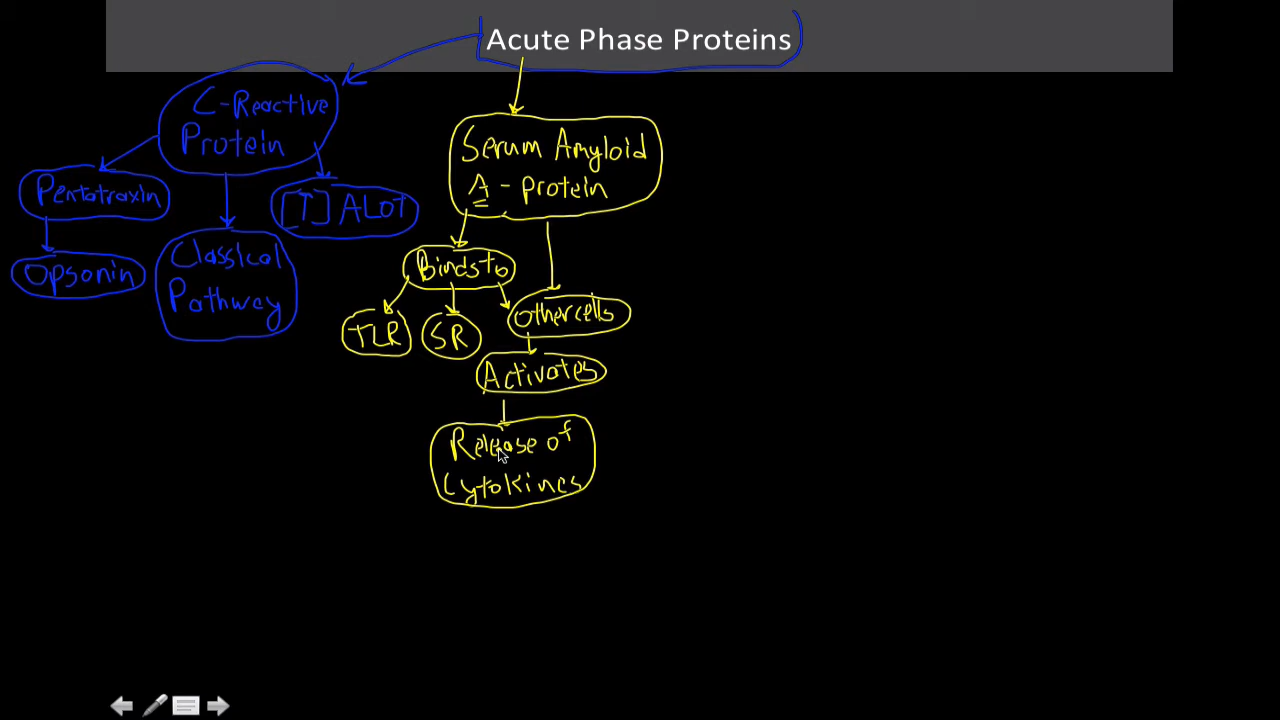 Acute Phase Proteins
C-Reactive
Protein
Pentatraxin
Opsonin
Classical
Pathway
[↑] ALOT
Serum Amyloid
A - protein
Binds to
TLR
SR
other cells
Activates
Release of
Cytokines